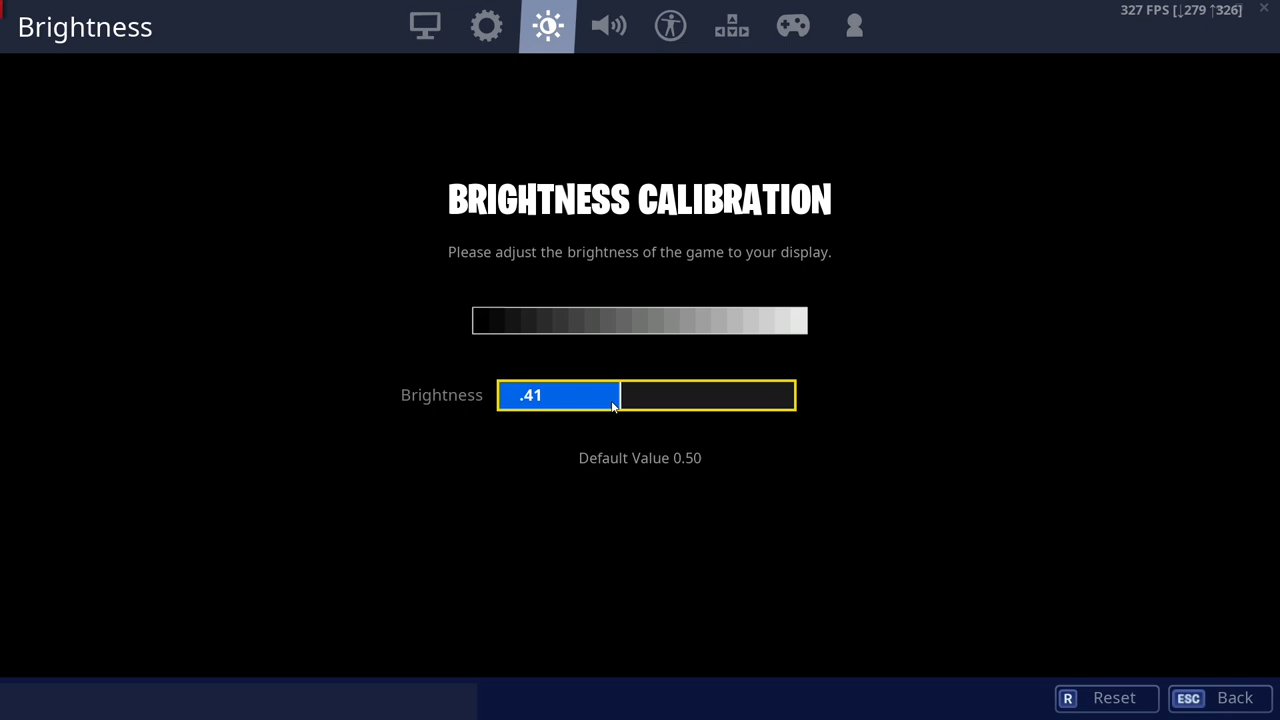 Brightness
327 FPS [↓279 ↑326]
BRIGHTNESS CALIBRATION
Please adjust the brightness of the game to your display.
Brightness .41
Default Value 0.50
R Reset ESC Back